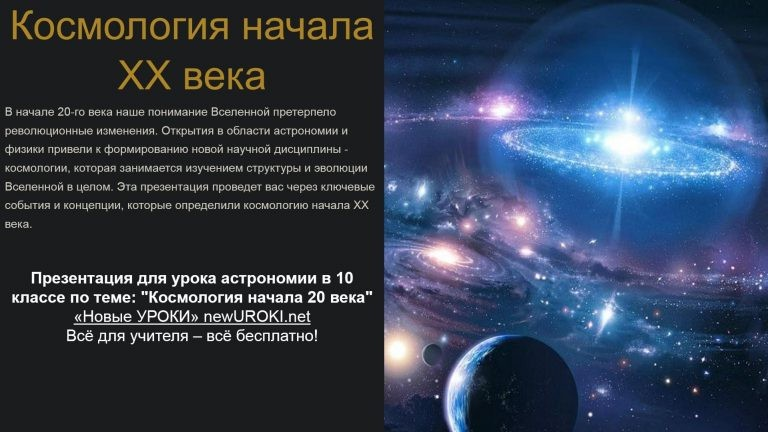 Космология начала
XX века
В начале 20-го века наше понимание Вселенной претерпело
революционные изменения. Открытия в области астрономии и
физики привели к формированию новой научной дисциплины -
космологии, которая занимается изучением структуры и эволюции
Вселенной в целом. Эта презентация проведет вас через ключевые
события и концепции, которые определили космологию начала XX
века.
Презентация для урока астрономии в 10
классе по теме: "Космология начала 20 века"
«Новые УРОКИ» newUROKI.net
Всё для учителя – всё бесплатно!